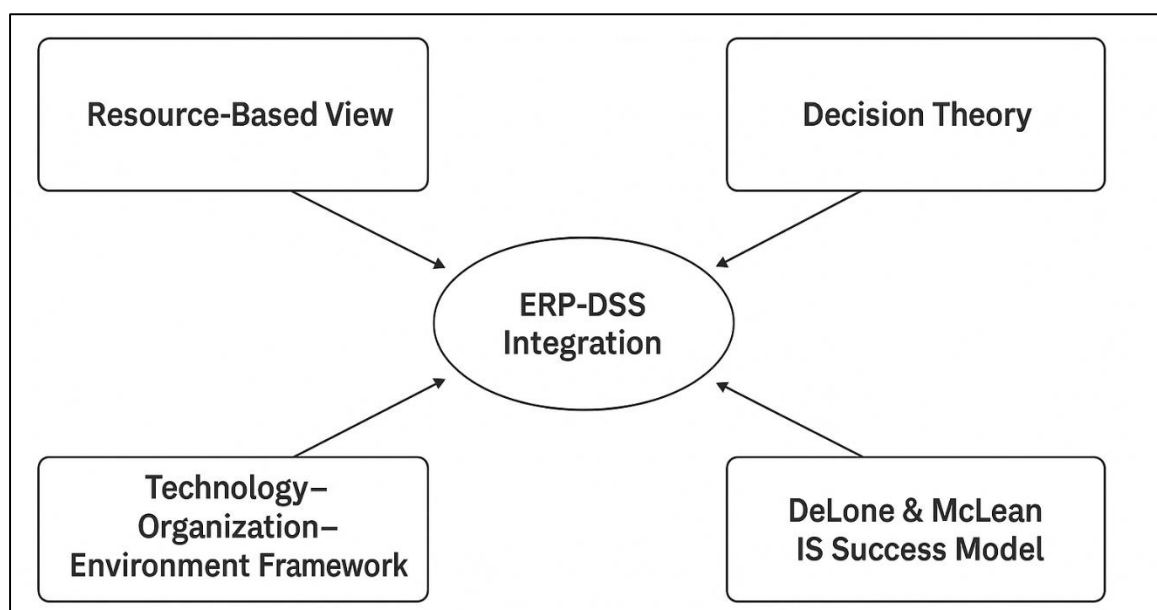 Resource-Based View
Decision Theory
ERP-DSS
Integration
Technology–
Organization–
Environment Framework
DeLone & McLean
IS Success Model